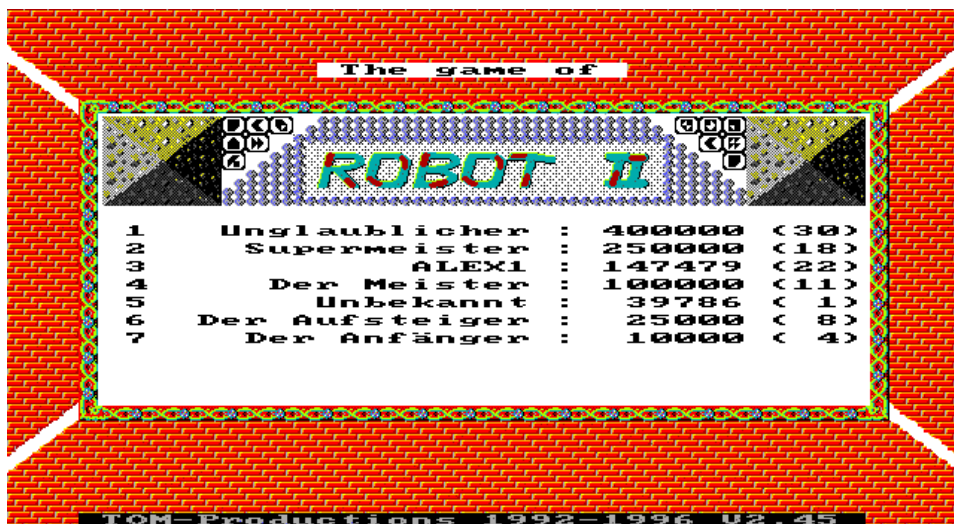 The game of
ROBOT II
1 Unglaublicher : 400000 (30)
2 Supermeister : 250000 (18)
3 ALEX1 : 147479 (22)
4 Der Meister : 100000 (11)
5 Unbekannt : 39786 ( 1)
6 Der Aufsteiger : 25000 ( 8)
7 Der Anfänger : 10000 ( 4)
TOM-Productions 1992-1996 V2.45